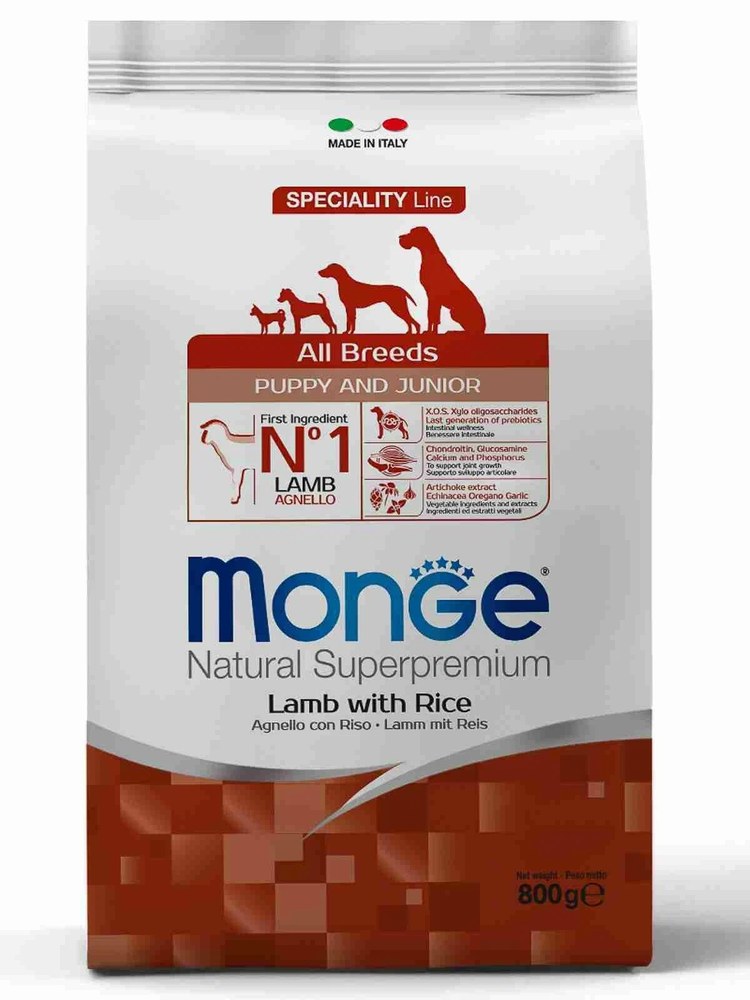 MADE IN ITALY
SPECIALITY Line
All Breeds
PUPPY AND JUNIOR
First Ingredient
N°1
LAMB
AGNELLO
X.O.S. Xylo oligosaccharides
Last generation of prebiotics
Intestinal wellness
Benessere intestinale
Chondroitin, Glucosamine
Calcium and Phosphorus
To support joint growth
Supporto sviluppo articolare
Artichoke extract
Echinacea Oregano Garlic
Vegetable ingredients and extracts
Ingredienti ed estratti vegetali
Monge®
Natural Superpremium
Lamb with Rice
Agnello con Riso • Lamm mit Reis
Net weight - Peso netto
800g℮